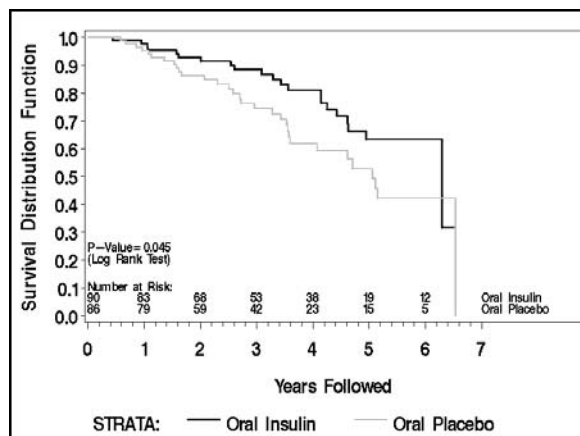 Survival Distribution Function
1.0
0.9
0.8
0.7
0.6
0.5
0.4
0.3
0.2
0.1
0.0
P-Value= 0.045
(Log Rank Test)
Number at Risk:
90 83 68 53 38 19 12 Oral Insulin
86 79 59 42 23 15 5 Oral Placebo
0 1 2 3 4 5 6 7
Years Followed
STRATA: Oral Insulin Oral Placebo